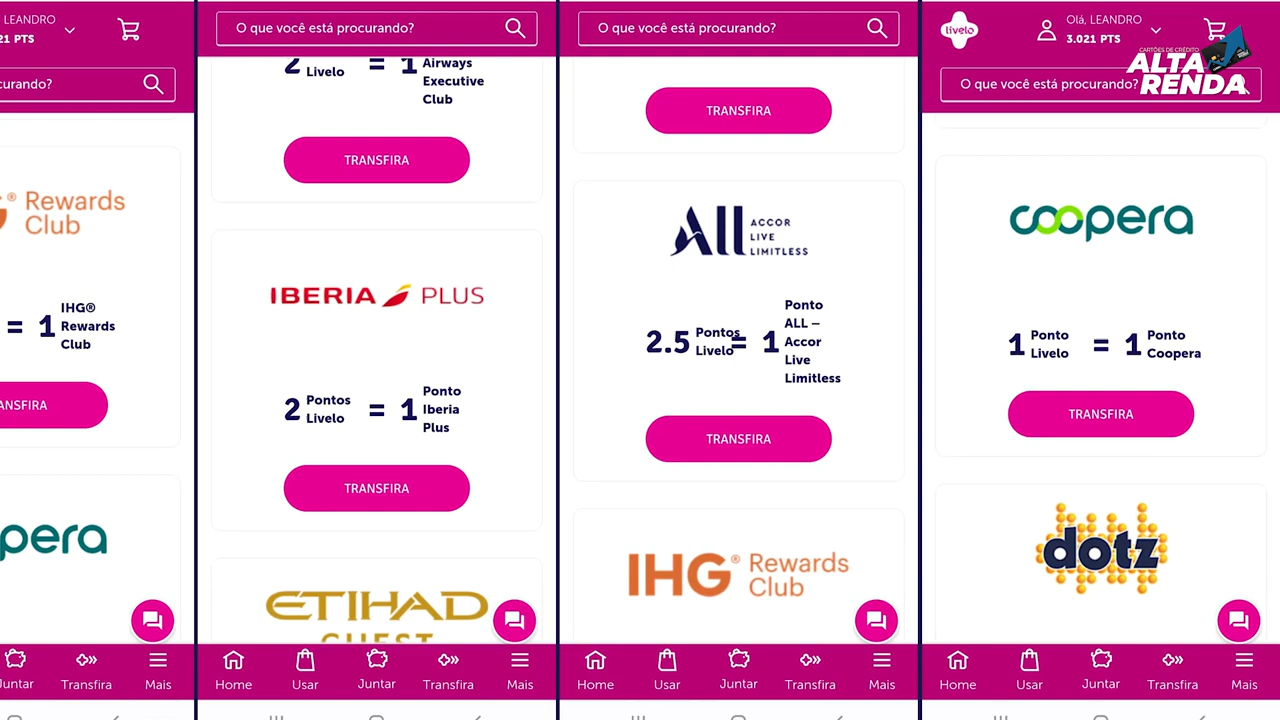 LEANDRO
21 PTS
curando?
G® Rewards
Club
= 1 IHG®
Rewards
Club
ANSFIRA
pera
Juntar
Transfira
Mais
O que você está procurando?
2 Livelo = 1 Airways
Executive
Club
TRANSFIRA
IBERIA PLUS
2 Pontos Livelo = 1 Ponto
Iberia
Plus
TRANSFIRA
ETIHAD
GUEST
Home
Usar
Juntar
Transfira
Mais
O que você está procurando?
TRANSFIRA
ALL ACCOR
LIVE
LIMITLESS
2.5 Pontos Livelo = 1 Ponto
ALL –
Accor
Live
Limitless
TRANSFIRA
IHG® Rewards
Club
Home
Usar
Juntar
Transfira
Mais
livelo
Olá, LEANDRO
3.021 PTS
CARTÕES DE CRÉDITO
ALTA
RENDA
O que você está procurando?
coopera
1 Ponto Livelo = 1 Ponto
Coopera
TRANSFIRA
dotz
Home
Usar
Juntar
Transfira
Mais